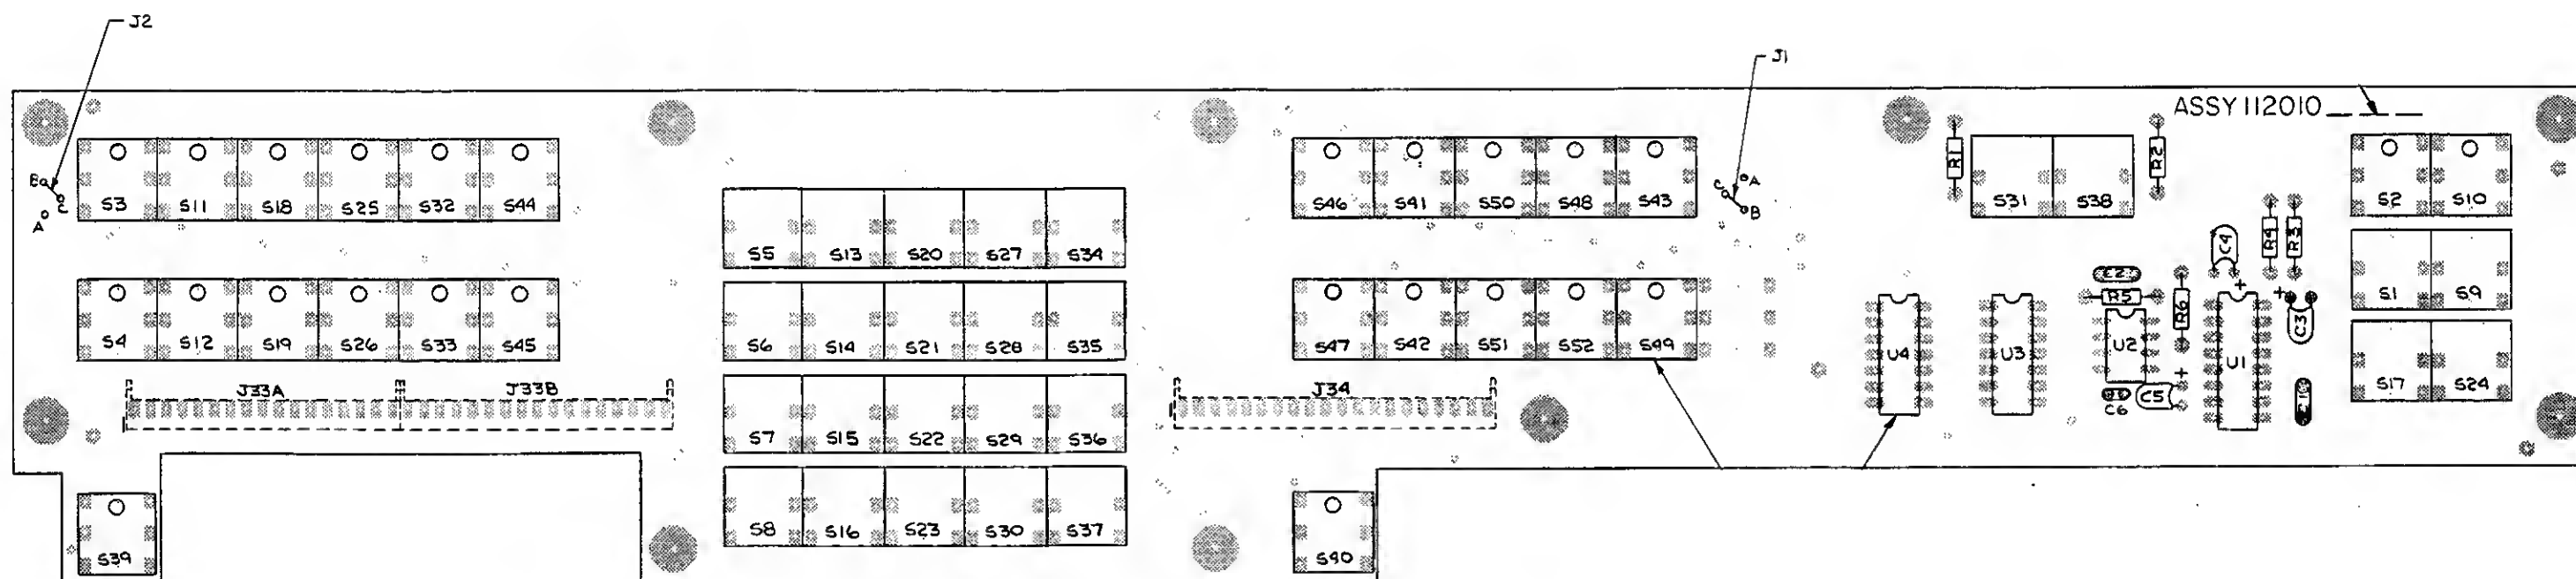 J2
J1
ASSY 112010
B
C
A
S3 S11 S18 S25 S32 S44
S46 S41 S50 S48 S43
C A
B
R1
S31 S38
R2
S2 S10
S5 S13 S20 S27 S34
C4
R4 R3
S4 S12 S19 S26 S33 S45
S6 S14 S21 S28 S35
S47 S42 S51 S52 S49
U4
U3
C2
R5
R6
U2
+
U1
+
C3
S1 S9
J33A J33B
J34
+
C6
C5
C1
S17 S24
S7 S15 S22 S29 S36
S39
S8 S16 S23 S30 S37
S40